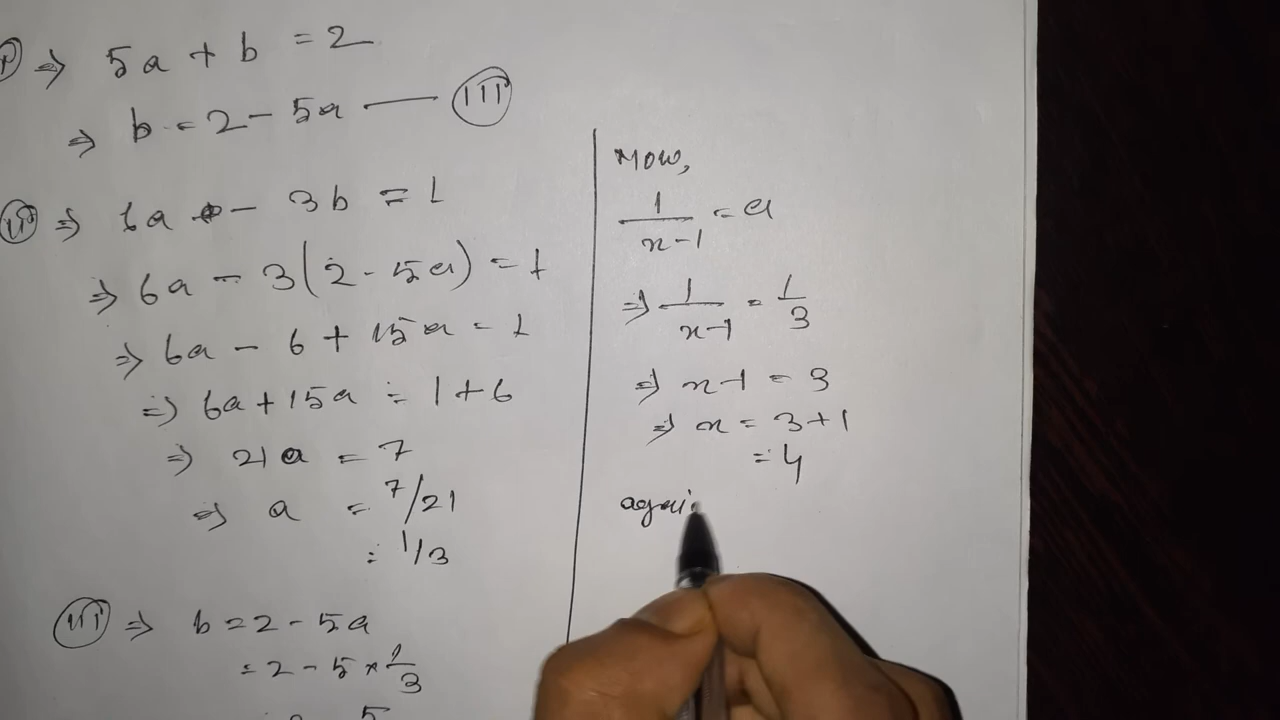 (I) ⇒ 5a + b = 2
⇒ b = 2 - 5a — (III)
(II) ⇒ 6a - 3b = 1
⇒ 6a - 3(2 - 5a) = 1
⇒ 6a - 6 + 15a = 1
⇒ 6a + 15a = 1 + 6
⇒ 21a = 7
⇒ a = 7/21
= 1/3
(III) ⇒ b = 2 - 5a
= 2 - 5 × 1/3
Now,
1/(x-1) = a
⇒ 1/(x-1) = 1/3
⇒ x-1 = 3
⇒ x = 3+1
= 4
agai